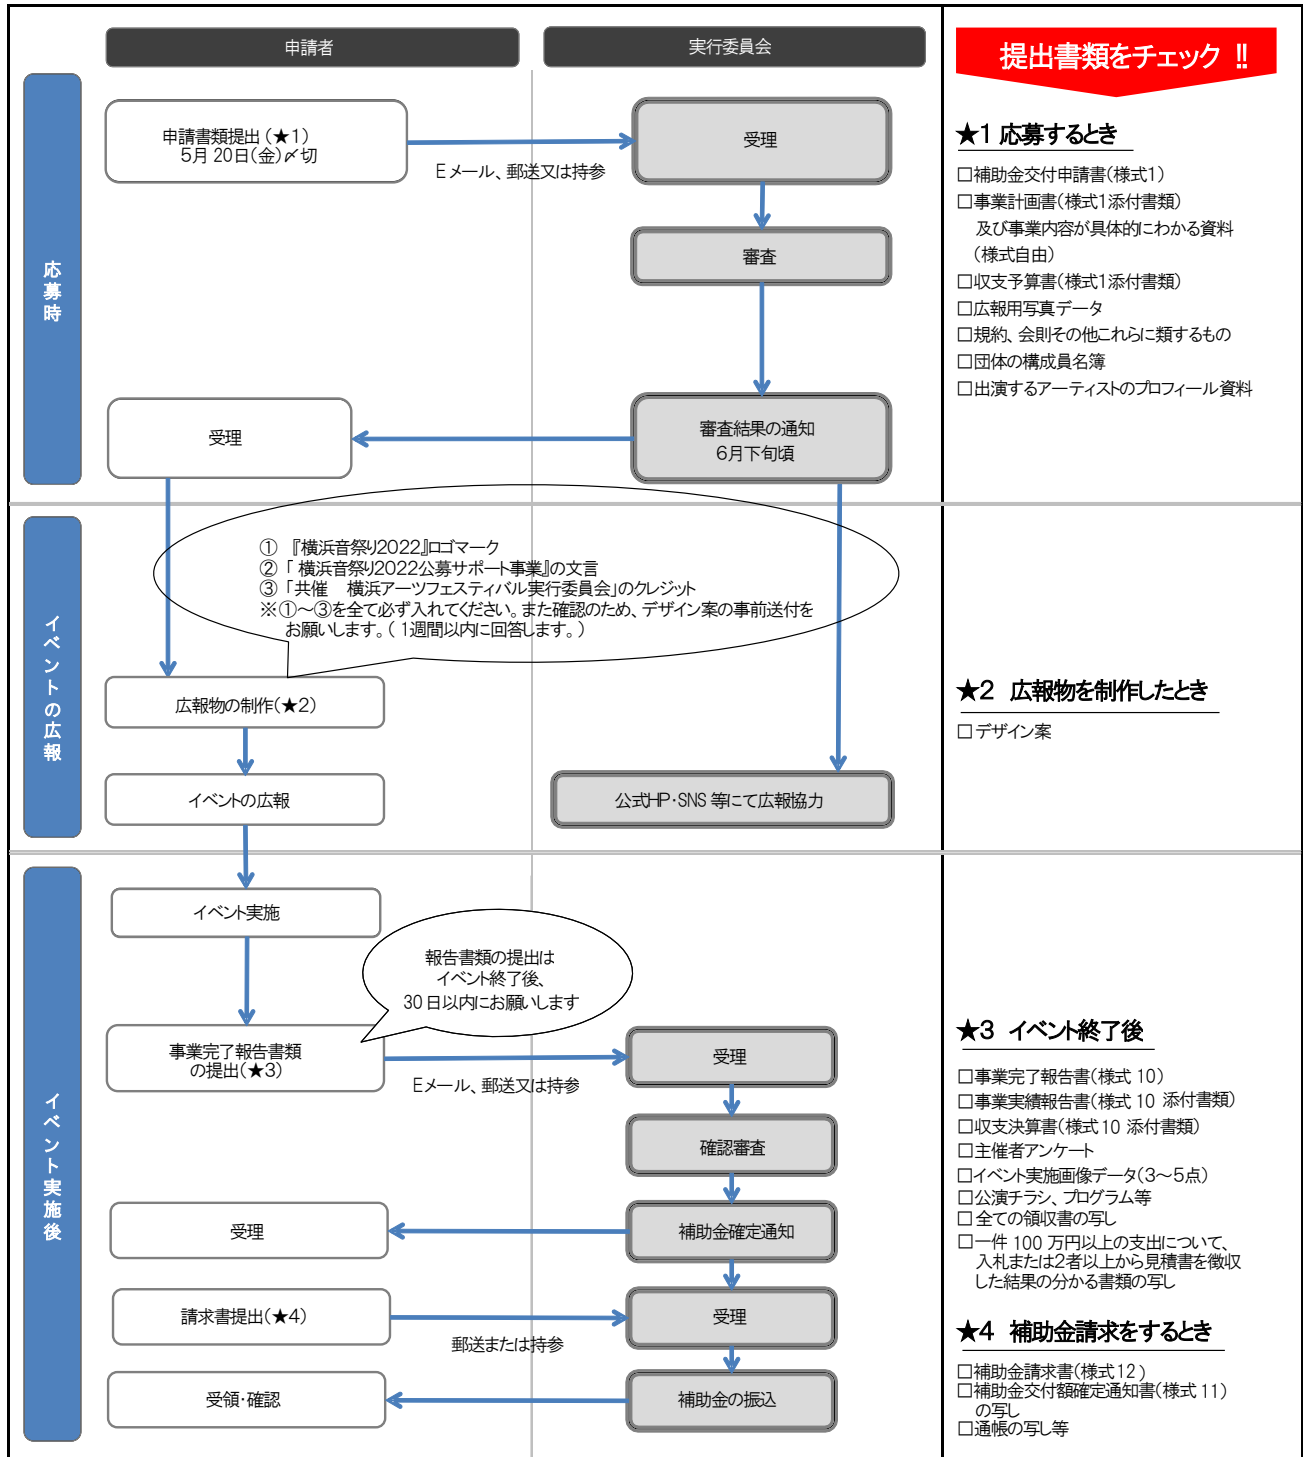 申請者
実行委員会
提出書類をチェック !!
応募時
申請書類提出(★1)
5月20日(金)〆切
Eメール、郵送又は持参
受理
審査
審査結果の通知
6月下旬頃
受理
★1 応募するとき
□補助金交付申請書(様式1)
□事業計画書(様式1添付書類)
及び事業内容が具体的にわかる資料
(様式自由)
□収支予算書(様式1添付書類)
□広報用写真データ
□規約、会則その他これらに類するもの
□団体の構成員名簿
□出演するアーティストのプロフィール資料
イベントの広報
① 『横浜音祭り2022』ロゴマーク
② 「横浜音祭り2022公募サポート事業』の文言
③ 「共催 横浜アーツフェスティバル実行委員会」のクレジット
※①~③を全て必ず入れてください。また確認のため、デザイン案の事前送付を
お願いします。(1週間以内に回答します。)
広報物の制作(★2)
イベントの広報
公式HP・SNS等にて広報協力
★2 広報物を制作したとき
□デザイン案
イベント実施後
イベント実施
報告書類の提出は
イベント終了後、
30日以内にお願いします
事業完了報告書類
の提出(★3)
Eメール、郵送又は持参
受理
確認審査
補助金確定通知
受理
請求書提出(★4)
郵送または持参
受理
補助金の振込
受領・確認
★3 イベント終了後
□事業完了報告書(様式10)
□事業実績報告書(様式10 添付書類)
□収支決算書(様式10 添付書類)
□主催者アンケート
□イベント実施画像データ(3~5点)
□公演チラシ、プログラム等
□全ての領収書の写し
□一件100万円以上の支出について、
入札または2者以上から見積書を徴収
した結果の分かる書類の写し
★4 補助金請求をするとき
□補助金請求書(様式12)
□補助金交付額確定通知書(様式11)
の写し
□通帳の写し等